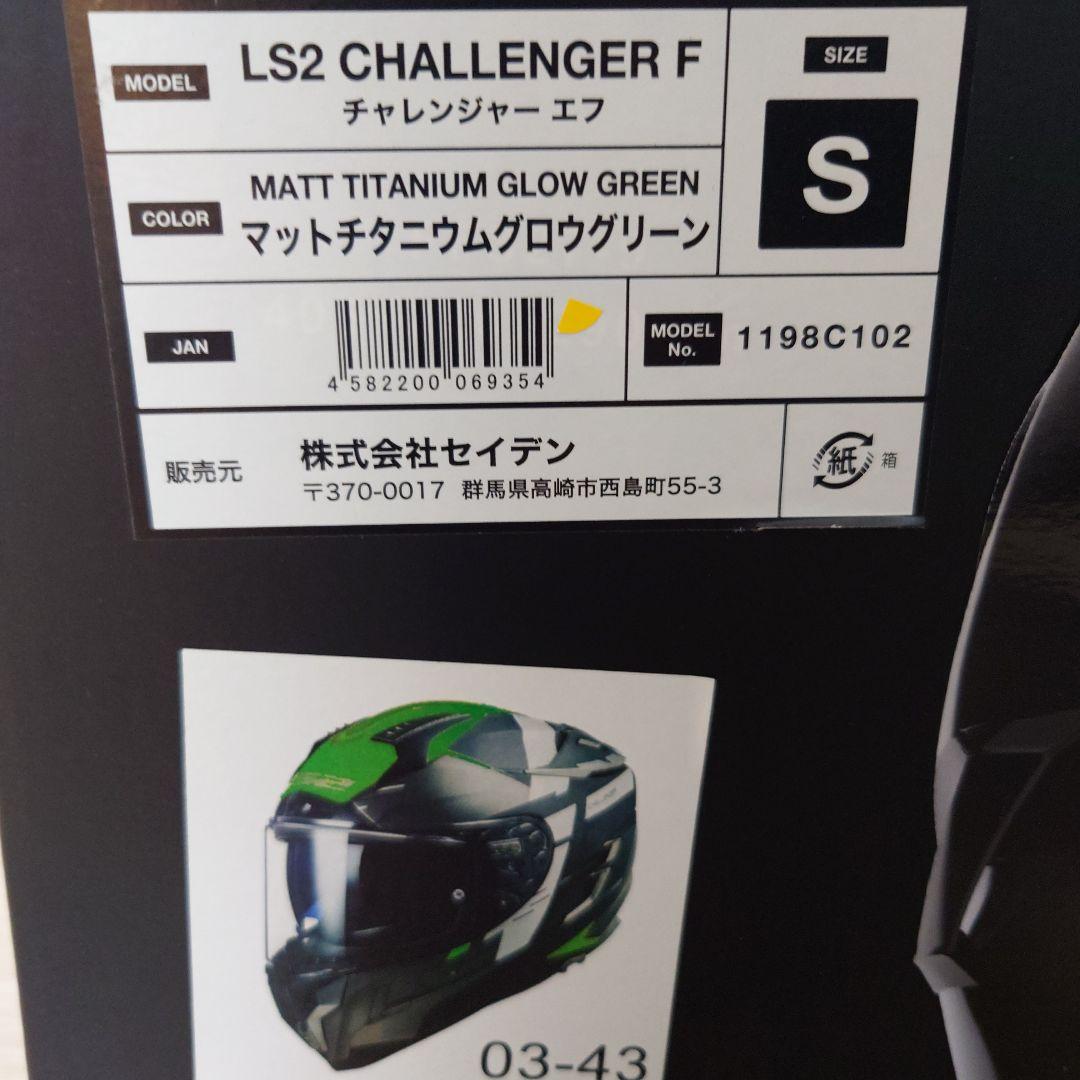 MODEL
LS2 CHALLENGER F
チャレンジャー エフ
SIZE
S
COLOR
MATT TITANIUM GLOW GREEN
マットチタニウムグロウグリーン
JAN
4 582200 069354
MODEL No.
1198C102
販売元
株式会社セイデン
〒370-0017 群馬県高崎市西島町55-3
紙
箱
03-43